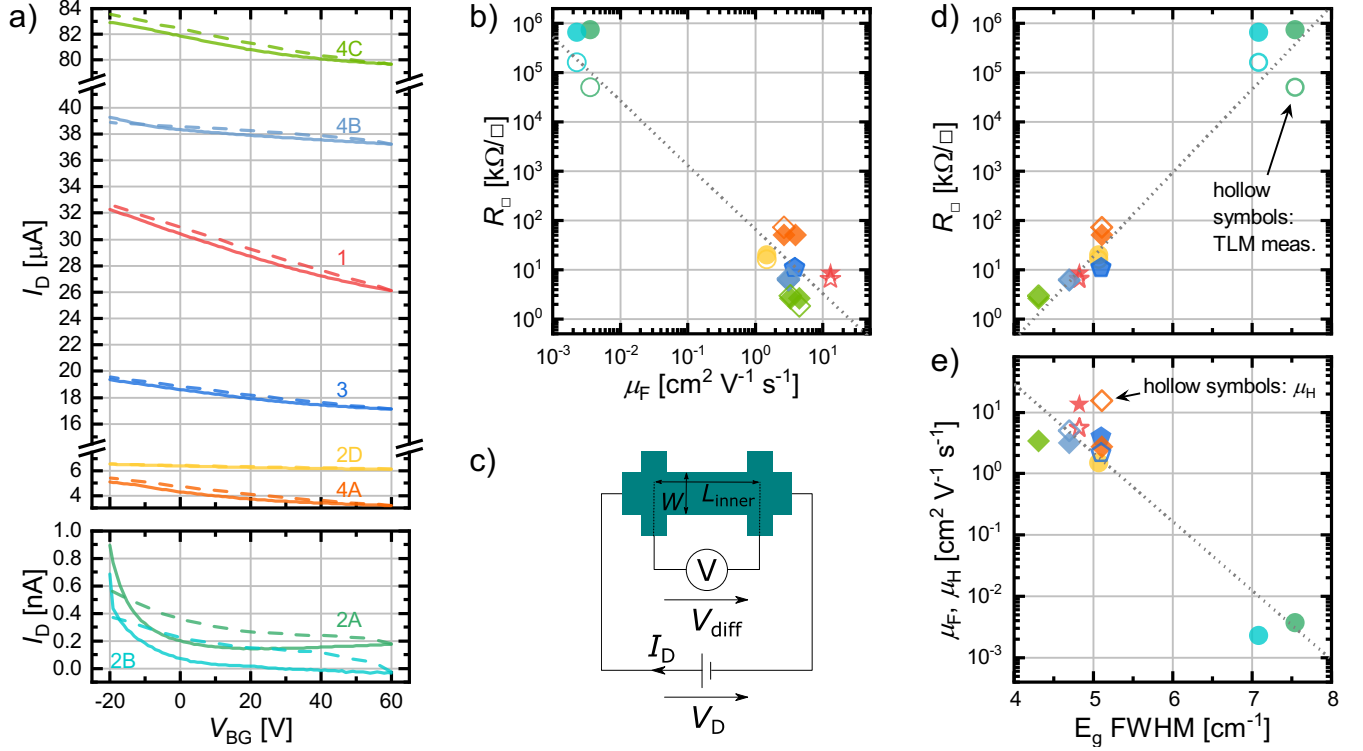 a)
84
82
80
40
38
36
34
32
30
28
26
24
20
18
16
6
4
I_D [µA]
4C
4B
1
3
2D
4A
1.0
0.8
0.6
0.4
0.2
0.0
I_D [nA]
2A
2B
-20 0 20 40 60
V_BG [V]
b)
10^6
10^5
10^4
10^3
10^2
10^1
10^0
R_□ [kΩ/□]
10^-3 10^-2 10^-1 10^0 10^1
µ_F [cm² V⁻¹ s⁻¹]
c)
W
L_inner
V
V_diff
I_D
V_D
d)
10^6
10^5
10^4
10^3
10^2
10^1
10^0
R_□ [kΩ/□]
hollow
symbols:
TLM meas.
e)
10^1
10^0
10^-1
10^-2
10^-3
µ_F, µ_H [cm² V⁻¹ s⁻¹]
hollow symbols: µ_H
4 5 6 7 8
E_g FWHM [cm⁻¹]